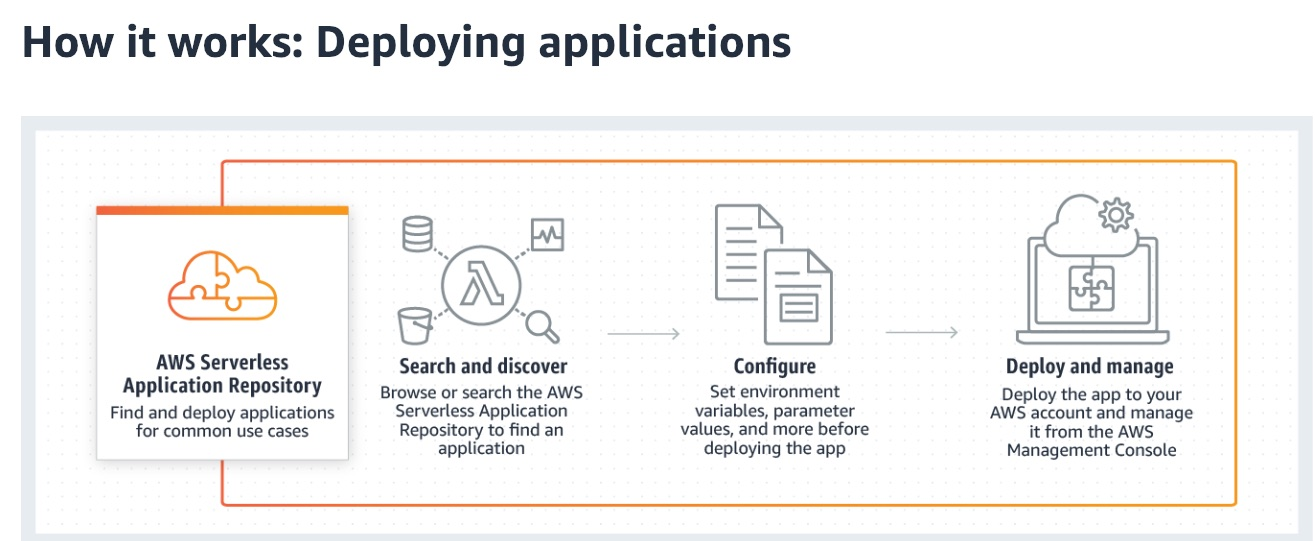 How it works: Deploying applications
AWS Serverless
Application Repository
Find and deploy applications
for common use cases
Search and discover
Browse or search the AWS
Serverless Application
Repository to find an
application
Configure
Set environment
variables, parameter
values, and more before
deploying the app
Deploy and manage
Deploy the app to your
AWS account and manage
it from the AWS
Management Console